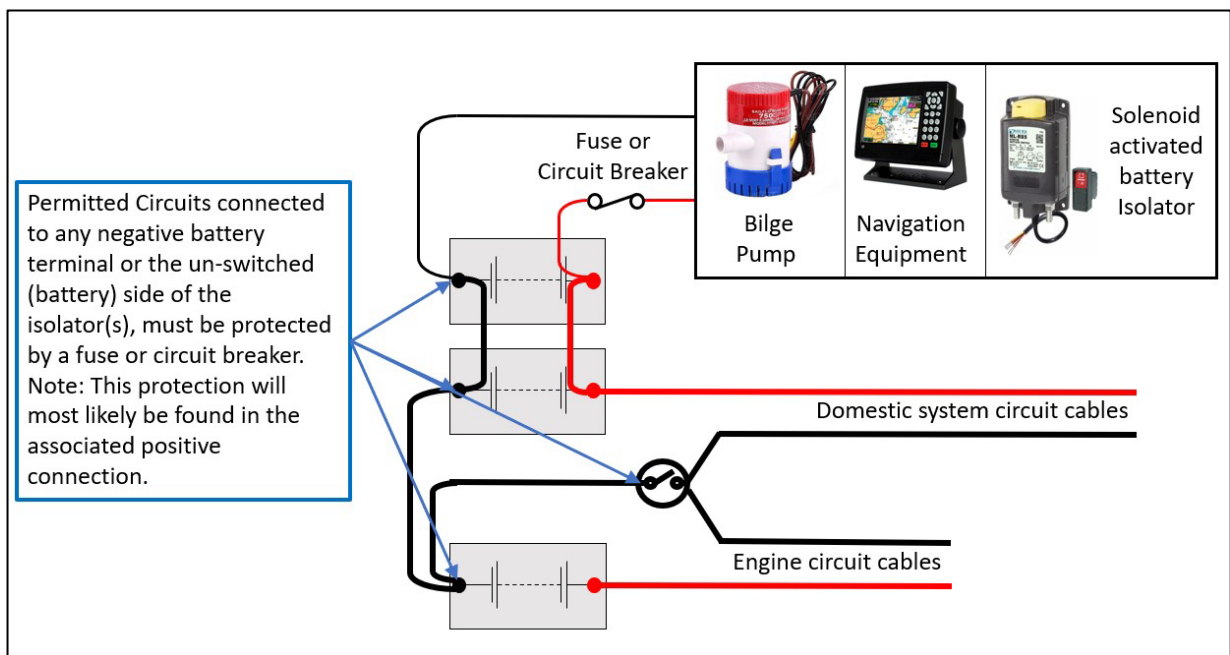 Permitted Circuits connected
to any negative battery
terminal or the un-switched
(battery) side of the
isolator(s), must be protected
by a fuse or circuit breaker.
Note: This protection will
most likely be found in the
associated positive
connection.
Fuse or
Circuit Breaker
750
Bilge
Pump
Navigation
Equipment
Solenoid
activated
battery
Isolator
Domestic system circuit cables
Engine circuit cables